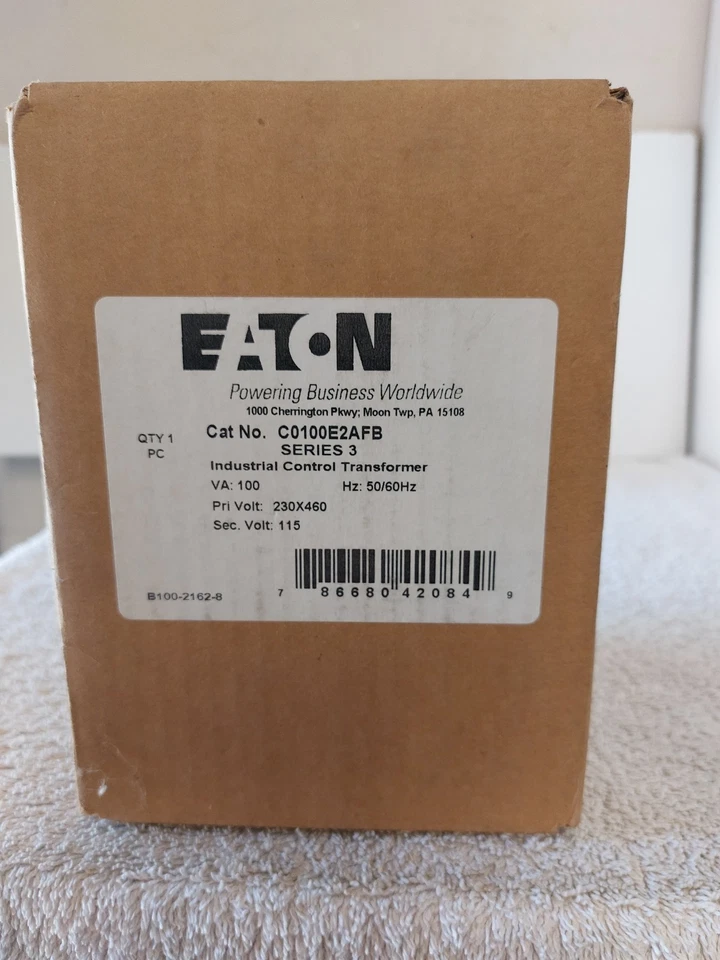 EATON
Powering Business Worldwide
1000 Cherrington Pkwy; Moon Twp, PA 15108
QTY 1
PC
Cat No. C0100E2AFB
SERIES 3
Industrial Control Transformer
VA: 100 Hz: 50/60Hz
Pri Volt: 230X460
Sec. Volt: 115
B100-2162-8
7 86680 42084 9